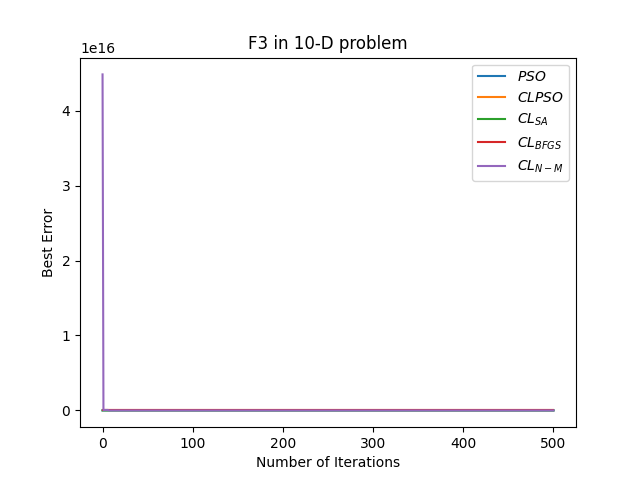 F3 in 10-D problem
1e16
4
3
2
1
0
Best Error
0 100 200 300 400 500
Number of Iterations
PSO
CLPSO
CL_SA
CL_BFGS
CL_N−M